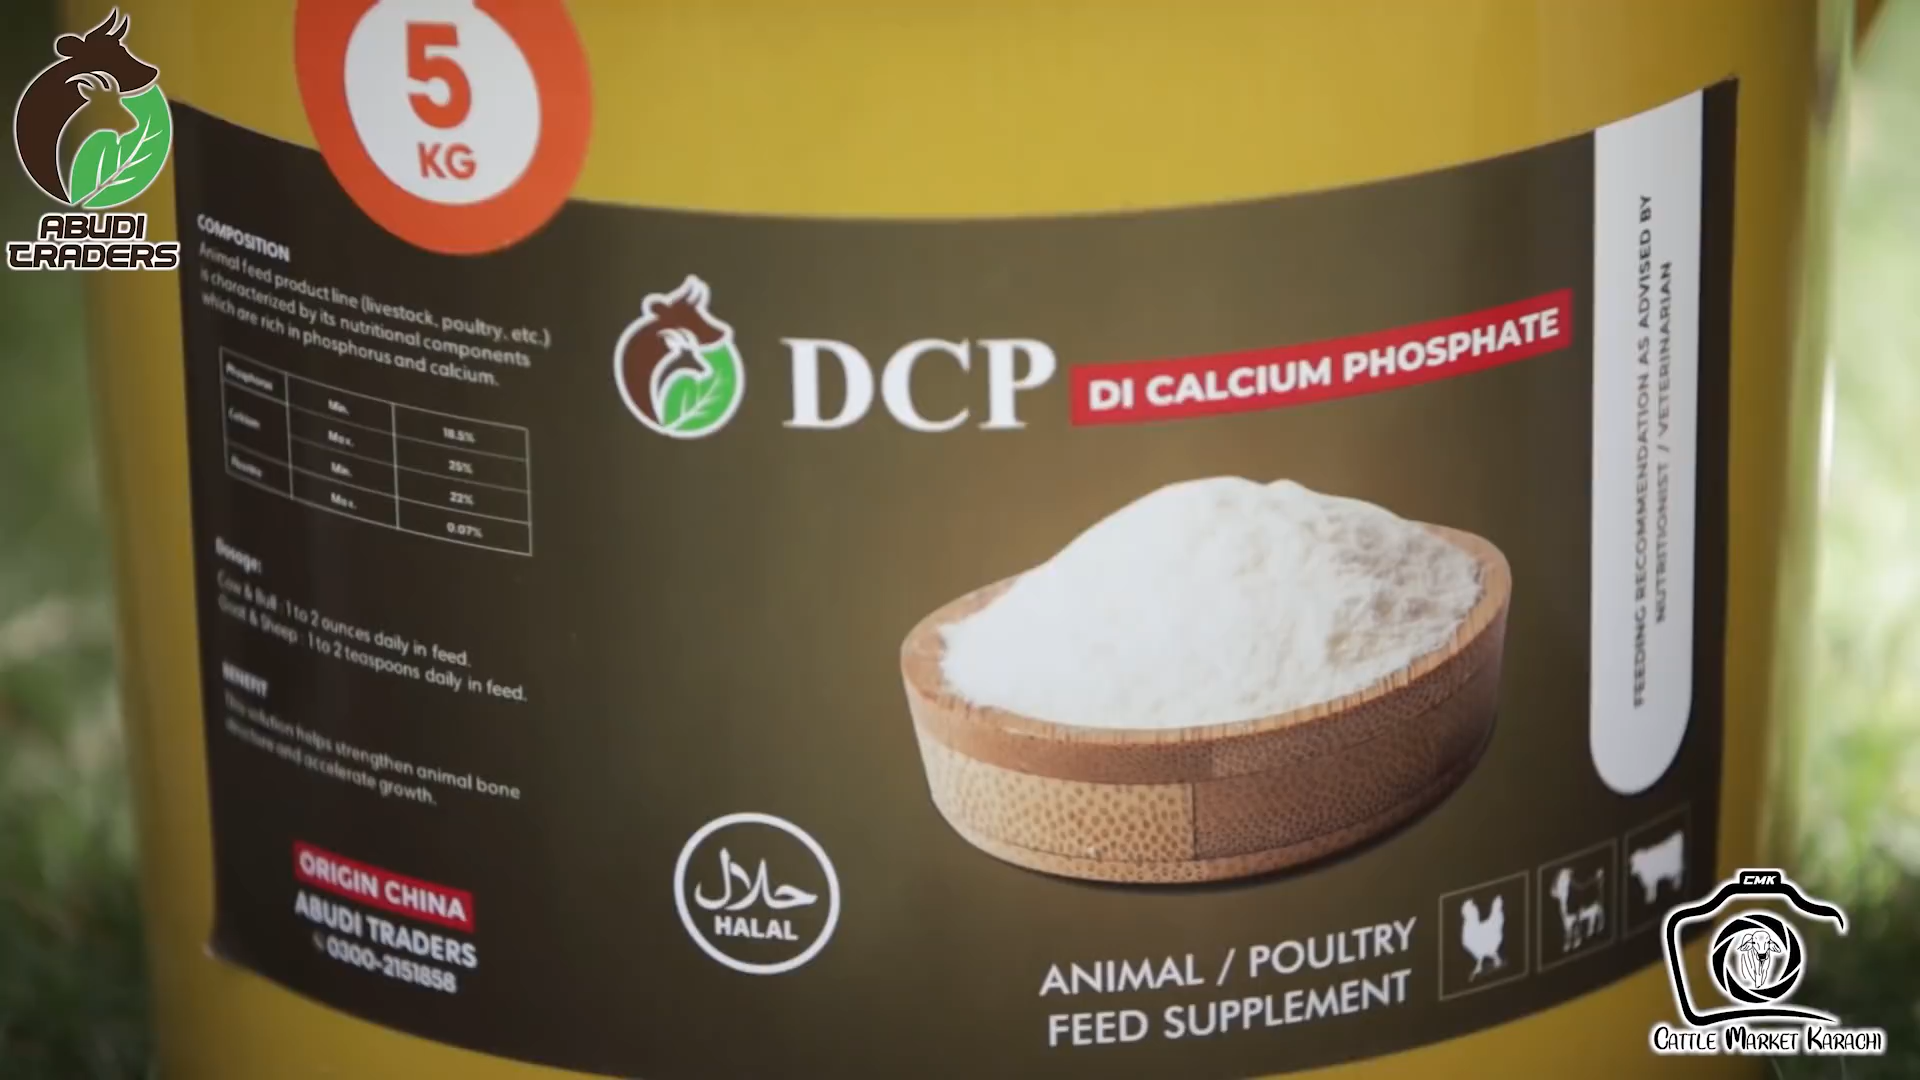 5
KG
ABUDI
TRADERS
COMPOSITION
Animal feed product line (livestock, poultry, etc.)
is characterized by its nutritional components
which are rich in phosphorus and calcium.
Phosphorus Min. 18.5%
Calcium Max. 25%
Min. 22%
Max. 0.07%
Dosage:
Cow & Bull : 1 to 2 ounces daily in feed.
Goat & Sheep : 1 to 2 teaspoons daily in feed.
BENEFIT
This solution helps strengthen animal bone
structure and accelerate growth.
ORIGIN CHINA
ABUDI TRADERS
0300-2151858
DCP
DI CALCIUM PHOSPHATE
حلال
HALAL
ANIMAL / POULTRY
FEED SUPPLEMENT
FEEDING RECOMMENDATION AS ADVISED BY
NUTRITIONIST / VETERINARIAN
CMK
CATTLE MARKET KARACHI